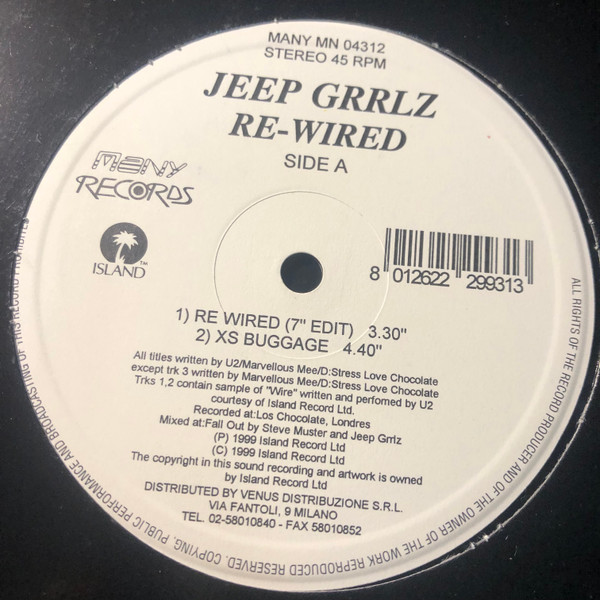 MANY MN 04312
STEREO 45 RPM
JEEP GRRLZ
RE-WIRED
SIDE A
MANY
RECORDS
ISLAND™
8 012622 299313
1) RE WIRED (7" EDIT) 3.30"
2) XS BUGGAGE 4.40"
All titles written by U2/Marvellous Mee/D:Stress Love Chocolate
except trk 3 written by Marvellous Mee/D:Stress Love Chocolate
Trks 1,2 contain sample of "Wire" written and perfomed by U2
courtesy of Island Record Ltd.
Recorded at:Los Chocolate, Londres
Mixed at:Fall Out by Steve Muster and Jeep Grrlz
(P) 1999 Island Record Ltd
(C) 1999 Island Record Ltd
The copyright in this sound recording and artwork is owned
by Island Record Ltd
DISTRIBUTED BY VENUS DISTRIBUZIONE S.R.L.
VIA FANTOLI, 9 MILANO
TEL. 02-58010840 - FAX 58010852
ALL RIGHTS OF THE RECORD PRODUCER AND OF THE OWNER OF THE WORK REPRODUCED RESERVED. COPYING, PUBLIC PERFORMANCE AND BROADCASTING OF THIS RECORD PROHIBITED